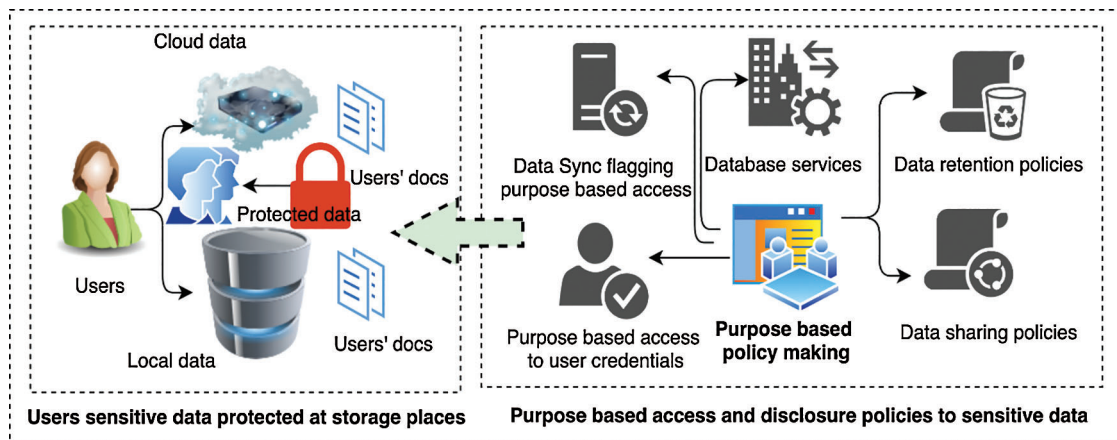 Cloud data
Users' docs
Protected data
Users
Users' docs
Local data
Users sensitive data protected at storage places
Data Sync flagging
purpose based access
Database services
Data retention policies
Purpose based access
to user credentials
Purpose based
policy making
Data sharing policies
Purpose based access and disclosure policies to sensitive data